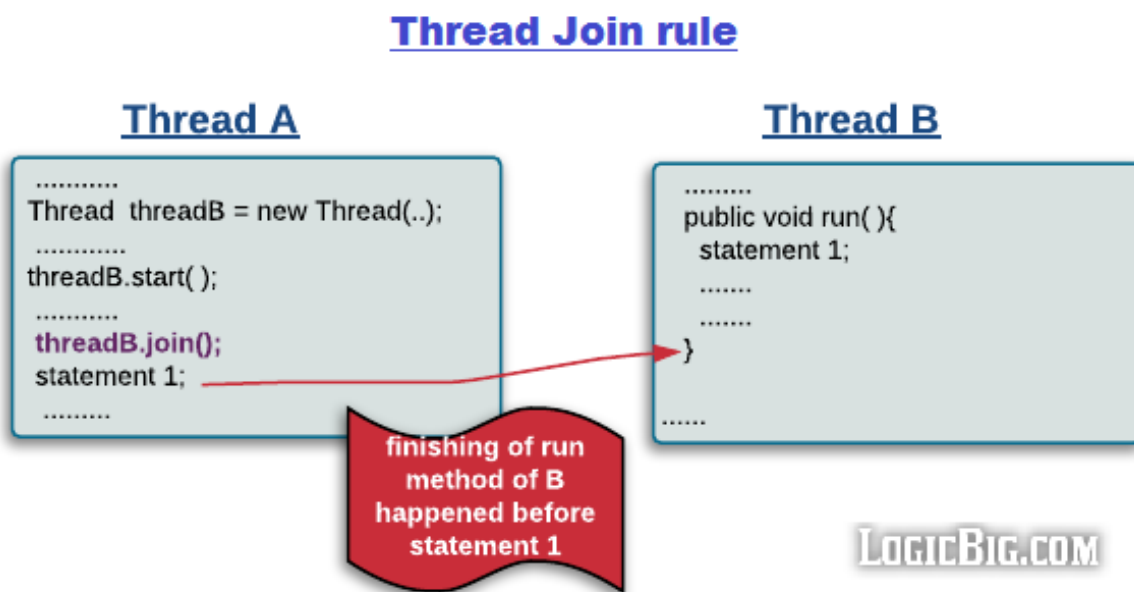 Thread Join rule
Thread A
...........
Thread threadB = new Thread(..);
............
threadB.start( );
...........
threadB.join();
statement 1;
.........
Thread B
.........
public void run( ){
statement 1;
.......
.......
}
......
finishing of run
method of B
happened before
statement 1
LogicBig.com